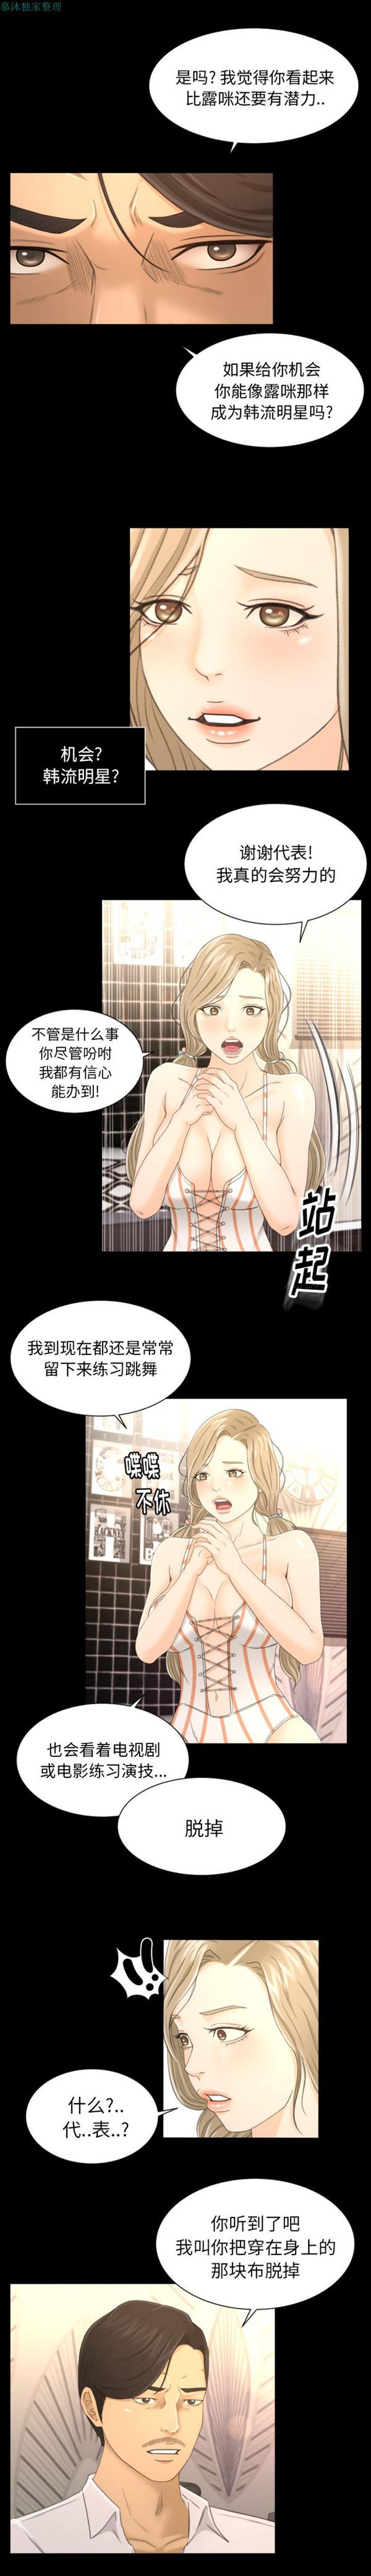 慕沐独家整理
是吗? 我觉得你看起来
比露咪还要有潜力..
如果给你机会
你能像露咪那样
成为韩流明星吗?
机会?
韩流明星?
谢谢代表!
我真的会努力的
不管是什么事
你尽管吩咐
我都有信心
能办到!
站起
我到现在都还是常常
留下来练习跳舞
喋喋
不休
也会看着电视剧
或电影练习演技...
脱掉
什么?..
代..表..?
你听到了吧
我叫你把穿在身上的
那块布脱掉